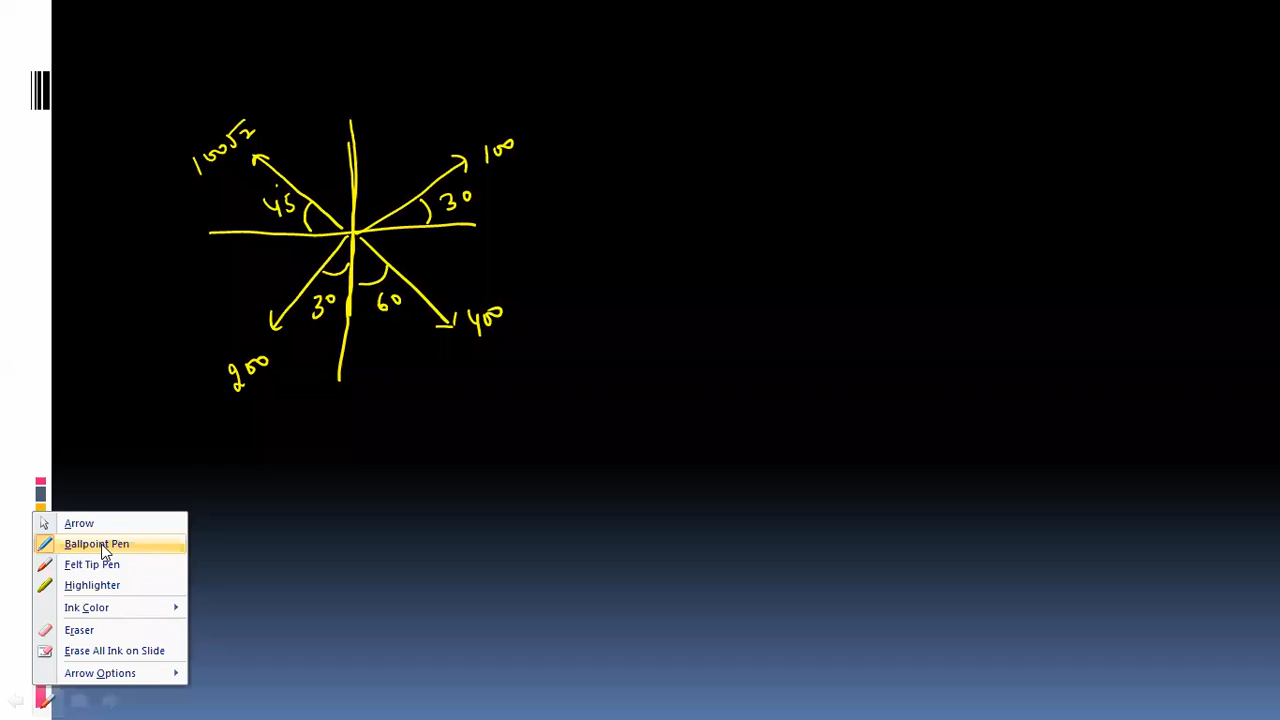 100√2
100
45
30
30
60
400
200
Arrow
Ballpoint Pen
Felt Tip Pen
Highlighter
Ink Color
Eraser
Erase All Ink on Slide
Arrow Options